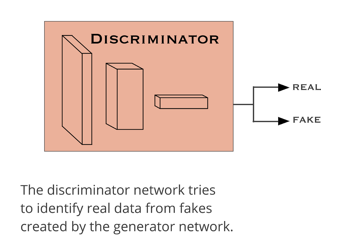 DISCRIMINATOR
REAL
FAKE
The discriminator network tries
to identify real data from fakes
created by the generator network.